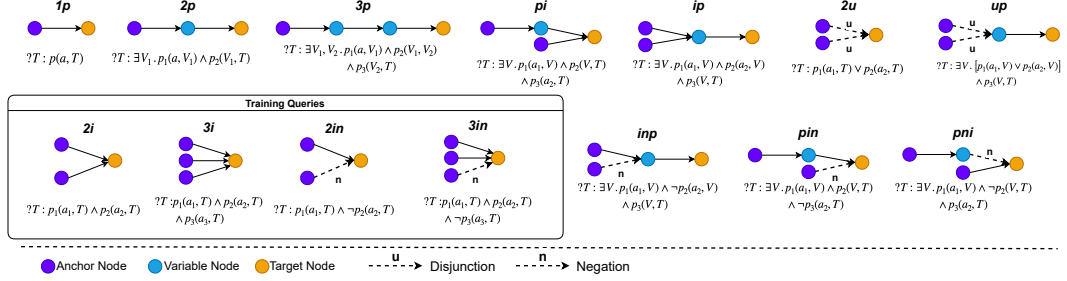 1p
2p
3p
pi
ip
2u
up
u
u
u
u
?T : p(a, T)
?T : ∃V₁ . p₁(a, V₁) ∧ p₂(V₁, T)
?T : ∃V₁, V₂ . p₁(a, V₁) ∧ p₂(V₁, V₂)
∧ p₃(V₂, T)
?T : ∃V . p₁(a₁, V) ∧ p₂(V, T)
∧ p₃(a₂, T)
?T : ∃V . p₁(a₁, V) ∧ p₂(a₂, V)
∧ p₃(V, T)
?T : p₁(a₁, T) ∨ p₂(a₂, T)
?T : ∃V . [p₁(a₁, V) ∨ p₂(a₂, V)]
∧ p₃(V, T)
Training Queries
2i
3i
2in
3in
n
n
?T : p₁(a₁, T) ∧ p₂(a₂, T)
?T :p₁(a₁, T) ∧ p₂(a₂, T)
∧ p₃(a₃, T)
?T : p₁(a₁, T) ∧ ¬p₂(a₂, T)
?T :p₁(a₁, T) ∧ p₂(a₂, T)
∧ ¬p₃(a₃, T)
inp
pin
pni
n
n
n
?T : ∃V . p₁(a₁, V) ∧ ¬p₂(a₂, V)
∧ p₃(V, T)
?T : ∃V . p₁(a₁, V) ∧ p₂(V, T)
∧ ¬p₃(a₂, T)
?T : ∃V . p₁(a₁, V) ∧ ¬p₂(V, T)
∧ p₃(a₂, T)
Anchor Node
Variable Node
Target Node
u
Disjunction
n
Negation